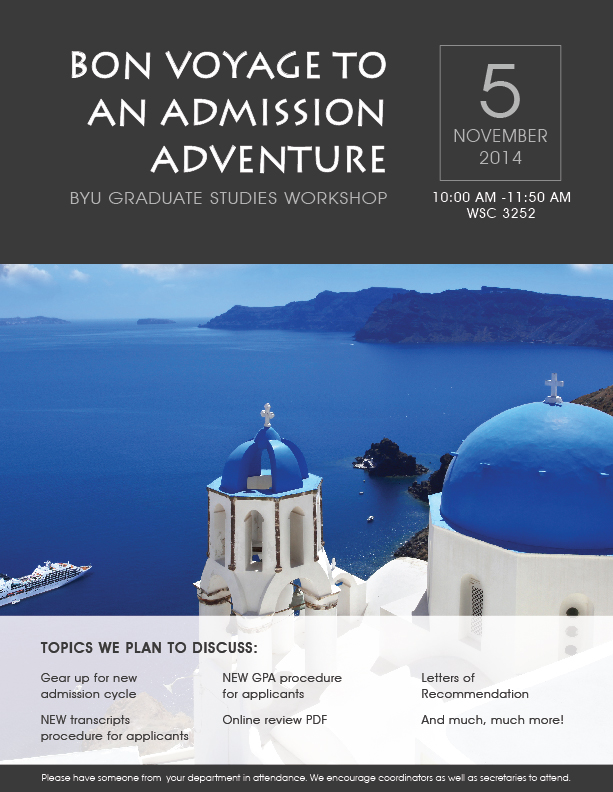 BON VOYAGE TO
AN ADMISSION
ADVENTURE
BYU GRADUATE STUDIES WORKSHOP
5
NOVEMBER
2014
10:00 AM -11:50 AM
WSC 3252
TOPICS WE PLAN TO DISCUSS:
Gear up for new
admission cycle
NEW transcripts
procedure for applicants
NEW GPA procedure
for applicants
Online review PDF
Letters of
Recommendation
And much, much more!
Please have someone from your department in attendance. We encourage coordinators as well as secretaries to attend.